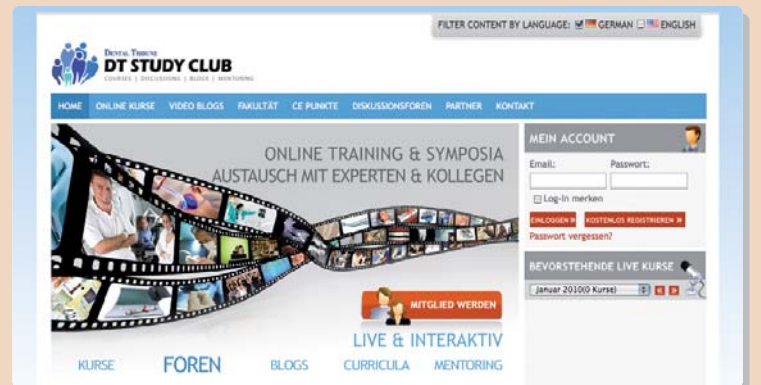 FILTER CONTENT BY LANGUAGE: GERMAN ENGLISH
DENTAL TRIBUNE
DT STUDY CLUB
COURSES | DISCUSSIONS | BLOGS | MENTORING
HOME ONLINE KURSE VIDEO BLOGS FAKULTÄT CE PUNKTE DISKUSSIONSFOREN PARTNER KONTAKT
ONLINE TRAINING & SYMPOSIA
AUSTAUSCH MIT EXPERTEN & KOLLEGEN
MITGLIED WERDEN
LIVE & INTERAKTIV
KURSE FOREN BLOGS CURRICULA MENTORING
MEIN ACCOUNT
Email: Passwort:
Log-In merken
EINLOGGEN » KOSTENLOS REGISTRIEREN »
Passwort vergessen?
BEVORSTEHENDE LIVE KURSE
Januar 2010(0 Kurse) « »